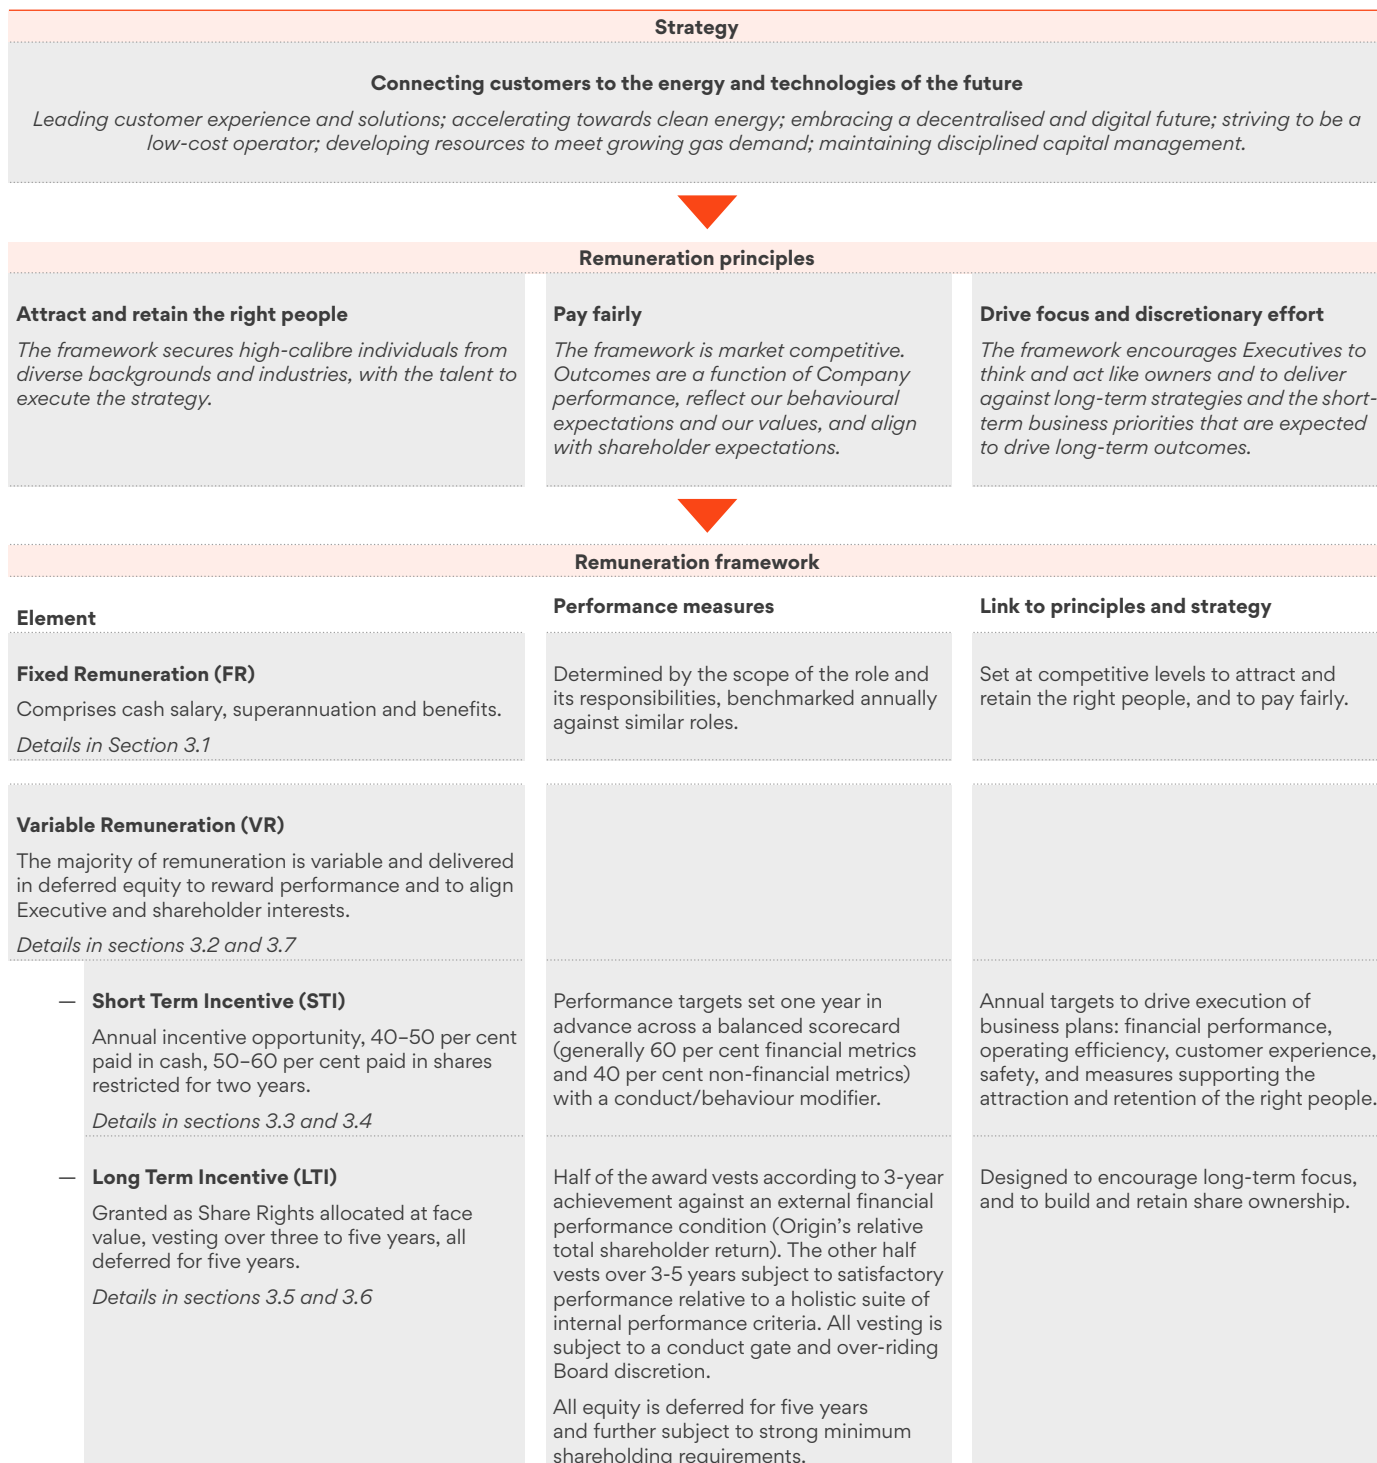 Strategy
Connecting customers to the energy and technologies of the future
Leading customer experience and solutions; accelerating towards clean energy; embracing a decentralised and digital future; striving to be a
low-cost operator; developing resources to meet growing gas demand; maintaining disciplined capital management.
Remuneration principles
Attract and retain the right people
The framework secures high-calibre individuals from
diverse backgrounds and industries, with the talent to
execute the strategy.
Pay fairly
The framework is market competitive.
Outcomes are a function of Company
performance, reflect our behavioural
expectations and our values, and align
with shareholder expectations.
Drive focus and discretionary effort
The framework encourages Executives to
think and act like owners and to deliver
against long-term strategies and the short-
term business priorities that are expected
to drive long-term outcomes.
Remuneration framework
Element
Performance measures
Link to principles and strategy
Fixed Remuneration (FR)
Comprises cash salary, superannuation and benefits.
Details in Section 3.1
Determined by the scope of the role and
its responsibilities, benchmarked annually
against similar roles.
Set at competitive levels to attract and
retain the right people, and to pay fairly.
Variable Remuneration (VR)
The majority of remuneration is variable and delivered
in deferred equity to reward performance and to align
Executive and shareholder interests.
Details in sections 3.2 and 3.7
— Short Term Incentive (STI)
Annual incentive opportunity, 40–50 per cent
paid in cash, 50–60 per cent paid in shares
restricted for two years.
Details in sections 3.3 and 3.4
Performance targets set one year in
advance across a balanced scorecard
(generally 60 per cent financial metrics
and 40 per cent non-financial metrics)
with a conduct/behaviour modifier.
Annual targets to drive execution of
business plans: financial performance,
operating efficiency, customer experience,
safety, and measures supporting the
attraction and retention of the right people.
— Long Term Incentive (LTI)
Granted as Share Rights allocated at face
value, vesting over three to five years, all
deferred for five years.
Details in sections 3.5 and 3.6
Half of the award vests according to 3-year
achievement against an external financial
performance condition (Origin's relative
total shareholder return). The other half
vests over 3-5 years subject to satisfactory
performance relative to a holistic suite of
internal performance criteria. All vesting is
subject to a conduct gate and over-riding
Board discretion.
All equity is deferred for five years
and further subject to strong minimum
shareholding requirements.
Designed to encourage long-term focus,
and to build and retain share ownership.